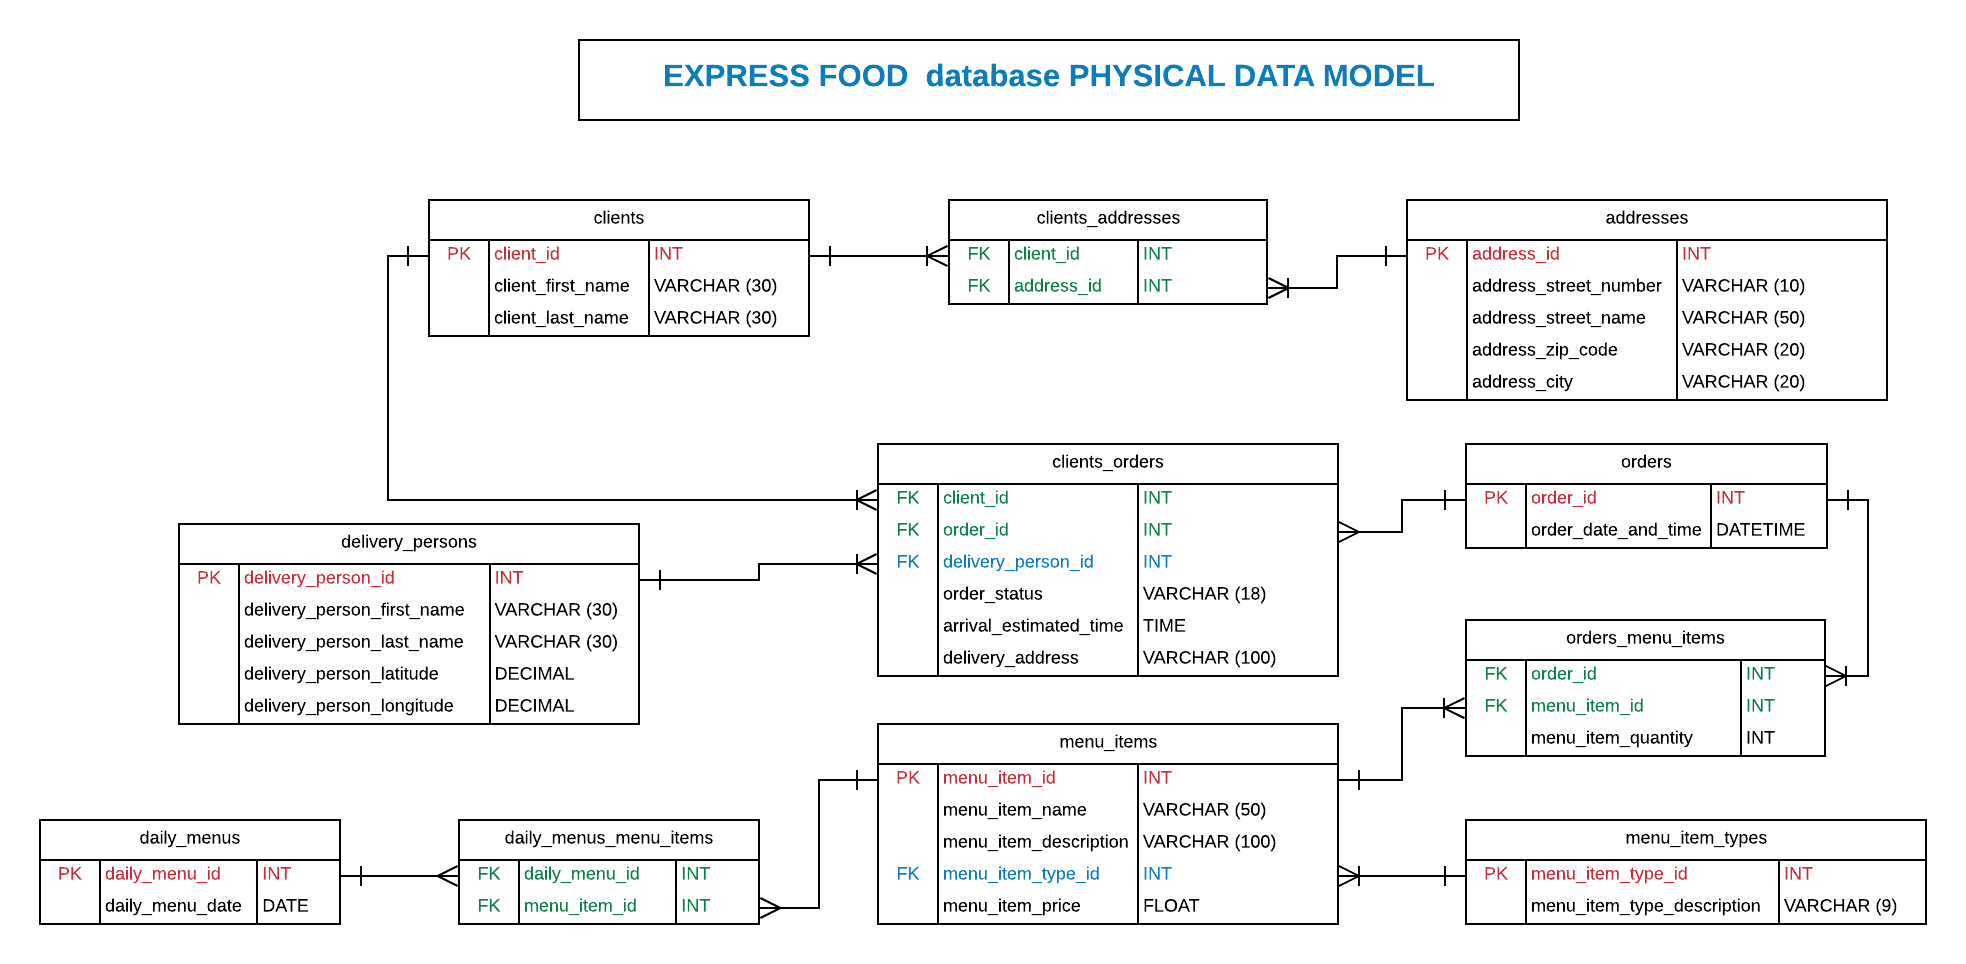 EXPRESS FOOD  database PHYSICAL DATA MODEL
clients
PK client_id INT
client_first_name VARCHAR (30)
client_last_name VARCHAR (30)
clients_addresses
FK client_id INT
FK address_id INT
addresses
PK address_id INT
address_street_number VARCHAR (10)
address_street_name VARCHAR (50)
address_zip_code VARCHAR (20)
address_city VARCHAR (20)
clients_orders
FK client_id INT
FK order_id INT
FK delivery_person_id INT
order_status VARCHAR (18)
arrival_estimated_time TIME
delivery_address VARCHAR (100)
orders
PK order_id INT
order_date_and_time DATETIME
delivery_persons
PK delivery_person_id INT
delivery_person_first_name VARCHAR (30)
delivery_person_last_name VARCHAR (30)
delivery_person_latitude DECIMAL
delivery_person_longitude DECIMAL
orders_menu_items
FK order_id INT
FK menu_item_id INT
menu_item_quantity INT
menu_items
PK menu_item_id INT
menu_item_name VARCHAR (50)
menu_item_description VARCHAR (100)
FK menu_item_type_id INT
menu_item_price FLOAT
daily_menus
PK daily_menu_id INT
daily_menu_date DATE
daily_menus_menu_items
FK daily_menu_id INT
FK menu_item_id INT
menu_item_types
PK menu_item_type_id INT
menu_item_type_description VARCHAR (9)